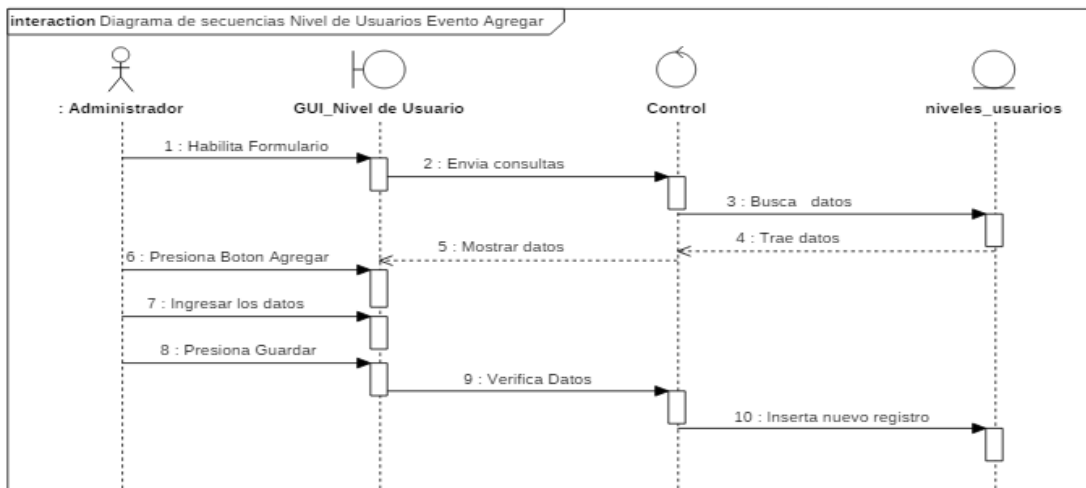 interaction Diagrama de secuencias Nivel de Usuarios Evento Agregar
: Administrador
GUI_Nivel de Usuario
Control
niveles_usuarios
1 : Habilita Formulario
2 : Envia consultas
3 : Busca datos
4 : Trae datos
5 : Mostrar datos
6 : Presiona Boton Agregar
7 : Ingresar los datos
8 : Presiona Guardar
9 : Verifica Datos
10 : Inserta nuevo registro